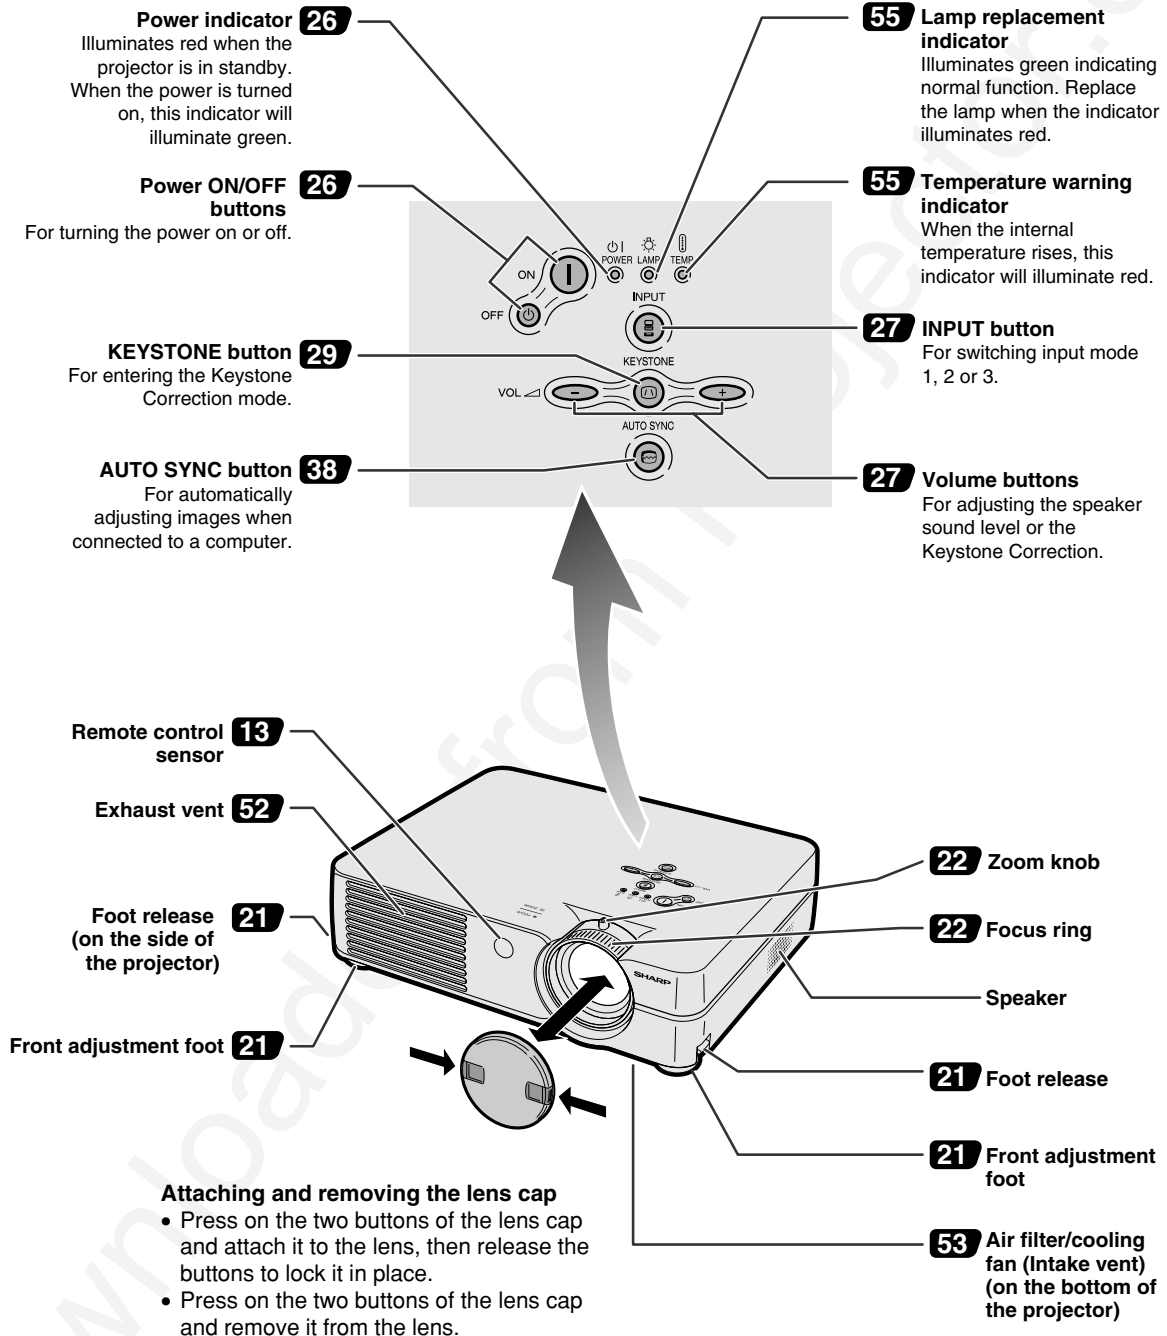 Power indicator 26
Illuminates red when the
projector is in standby.
When the power is turned
on, this indicator will
illuminate green.
Power ON/OFF 26
buttons
For turning the power on or off.
KEYSTONE button 29
For entering the Keystone
Correction mode.
AUTO SYNC button 38
For automatically
adjusting images when
connected to a computer.
55 Lamp replacement
indicator
Illuminates green indicating
normal function. Replace
the lamp when the indicator
illuminates red.
55 Temperature warning
indicator
When the internal
temperature rises, this
indicator will illuminate red.
27 INPUT button
For switching input mode
1, 2 or 3.
27 Volume buttons
For adjusting the speaker
sound level or the
Keystone Correction.
POWER LAMP TEMP
ON
OFF
INPUT
KEYSTONE
VOL − +
AUTO SYNC
Remote control 13
sensor
Exhaust vent 52
Foot release 21
(on the side of
the projector)
Front adjustment foot 21
SHARP
22 Zoom knob
22 Focus ring
Speaker
21 Foot release
21 Front adjustment
foot
53 Air filter/cooling
fan (Intake vent)
(on the bottom of
the projector)
Attaching and removing the lens cap
• Press on the two buttons of the lens cap
and attach it to the lens, then release the
buttons to lock it in place.
• Press on the two buttons of the lens cap
and remove it from the lens.